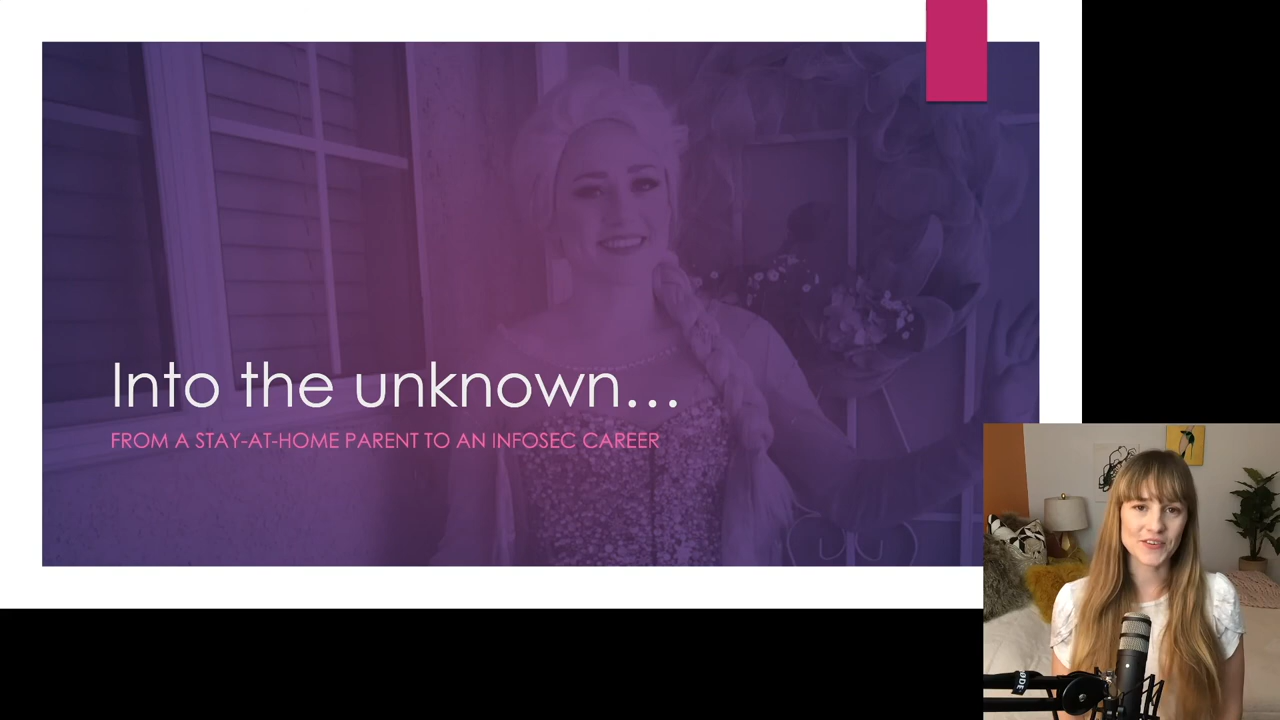 Into the unknown...
FROM A STAY-AT-HOME PARENT TO AN INFOSEC CAREER